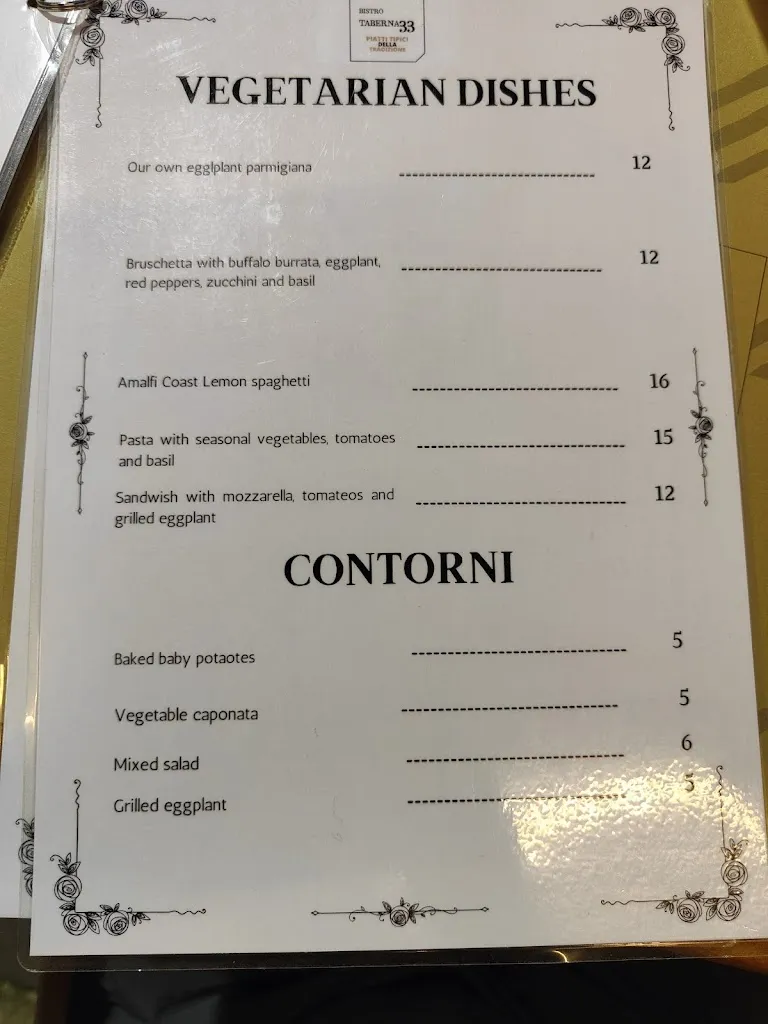 BISTRO
TABERNA33
PIATTI TIPICI
DELLA
TRADIZIONE
VEGETARIAN DISHES
Our own egglplant parmigiana 12
Bruschetta with buffalo burrata, eggplant, 12
red peppers, zucchini and basil
Amalfi Coast Lemon spaghetti 16
Pasta with seasonal vegetables, tomatoes 15
and basil
Sandwish with mozzarella, tomateos and 12
grilled eggplant
CONTORNI
Baked baby potaotes 5
Vegetable caponata 5
Mixed salad 6
Grilled eggplant 5